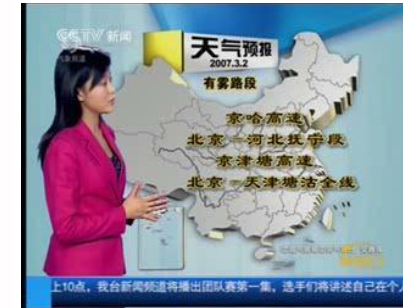 CCTV 新闻
天气预报
2007.3.2
有雾路段
京哈高速
北京－河北抚宁段
京津塘高速
北京－天津塘沽全线
上10点，我台新闻频道将播出团队赛第一集，选手们将讲述自己在个人